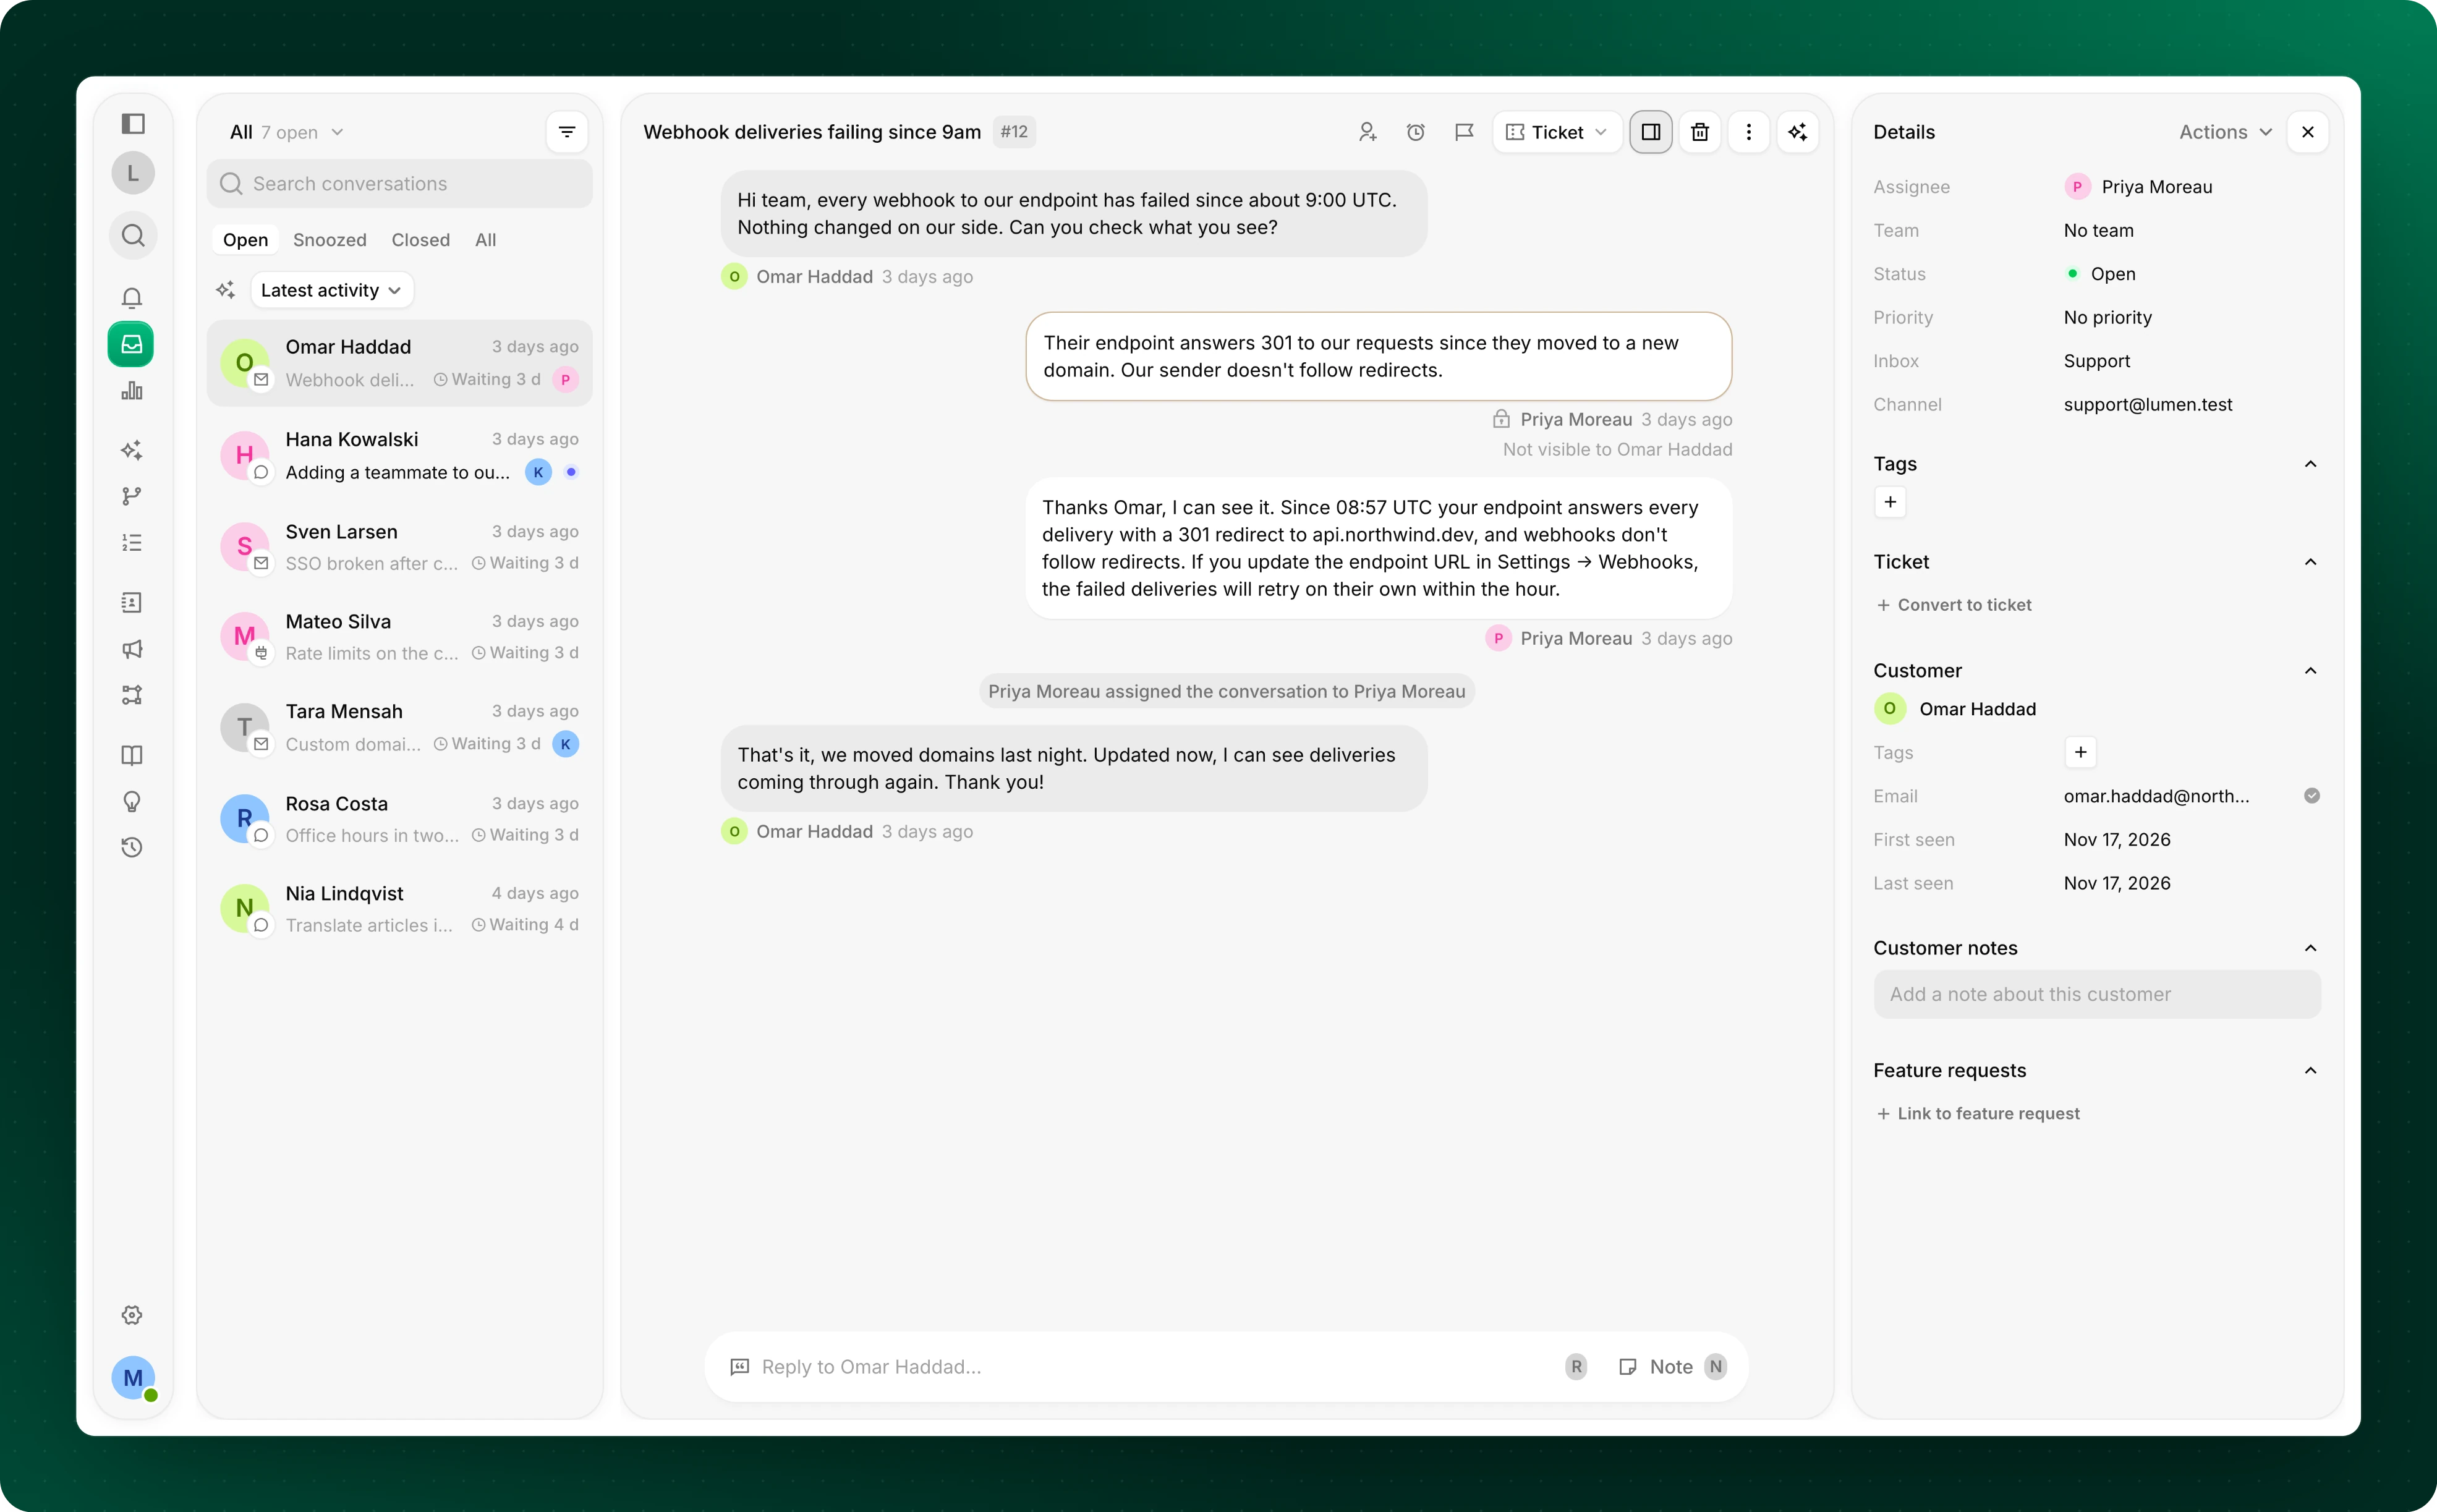 L
M
All 7 open
Search conversations
Open Snoozed Closed All
Latest activity
O
Omar Haddad 3 days ago
Webhook deli... Waiting 3 d P
H
Hana Kowalski 3 days ago
Adding a teammate to ou... K
S
Sven Larsen 3 days ago
SSO broken after c... Waiting 3 d
M
Mateo Silva 3 days ago
Rate limits on the c... Waiting 3 d
T
Tara Mensah 3 days ago
Custom domai... Waiting 3 d K
R
Rosa Costa 3 days ago
Office hours in two... Waiting 3 d
N
Nia Lindqvist 4 days ago
Translate articles i... Waiting 4 d
Webhook deliveries failing since 9am #12
Ticket
Hi team, every webhook to our endpoint has failed since about 9:00 UTC.
Nothing changed on our side. Can you check what you see?
O Omar Haddad 3 days ago
Their endpoint answers 301 to our requests since they moved to a new
domain. Our sender doesn't follow redirects.
Priya Moreau 3 days ago
Not visible to Omar Haddad
Thanks Omar, I can see it. Since 08:57 UTC your endpoint answers every
delivery with a 301 redirect to api.northwind.dev, and webhooks don't
follow redirects. If you update the endpoint URL in Settings → Webhooks,
the failed deliveries will retry on their own within the hour.
P Priya Moreau 3 days ago
Priya Moreau assigned the conversation to Priya Moreau
That's it, we moved domains last night. Updated now, I can see deliveries
coming through again. Thank you!
O Omar Haddad 3 days ago
Reply to Omar Haddad... R Note N
Details Actions
Assignee P Priya Moreau
Team No team
Status Open
Priority No priority
Inbox Support
Channel support@lumen.test
Tags
+
Ticket
+ Convert to ticket
Customer
O Omar Haddad
Tags +
Email omar.haddad@north...
First seen Nov 17, 2026
Last seen Nov 17, 2026
Customer notes
Add a note about this customer
Feature requests
+ Link to feature request